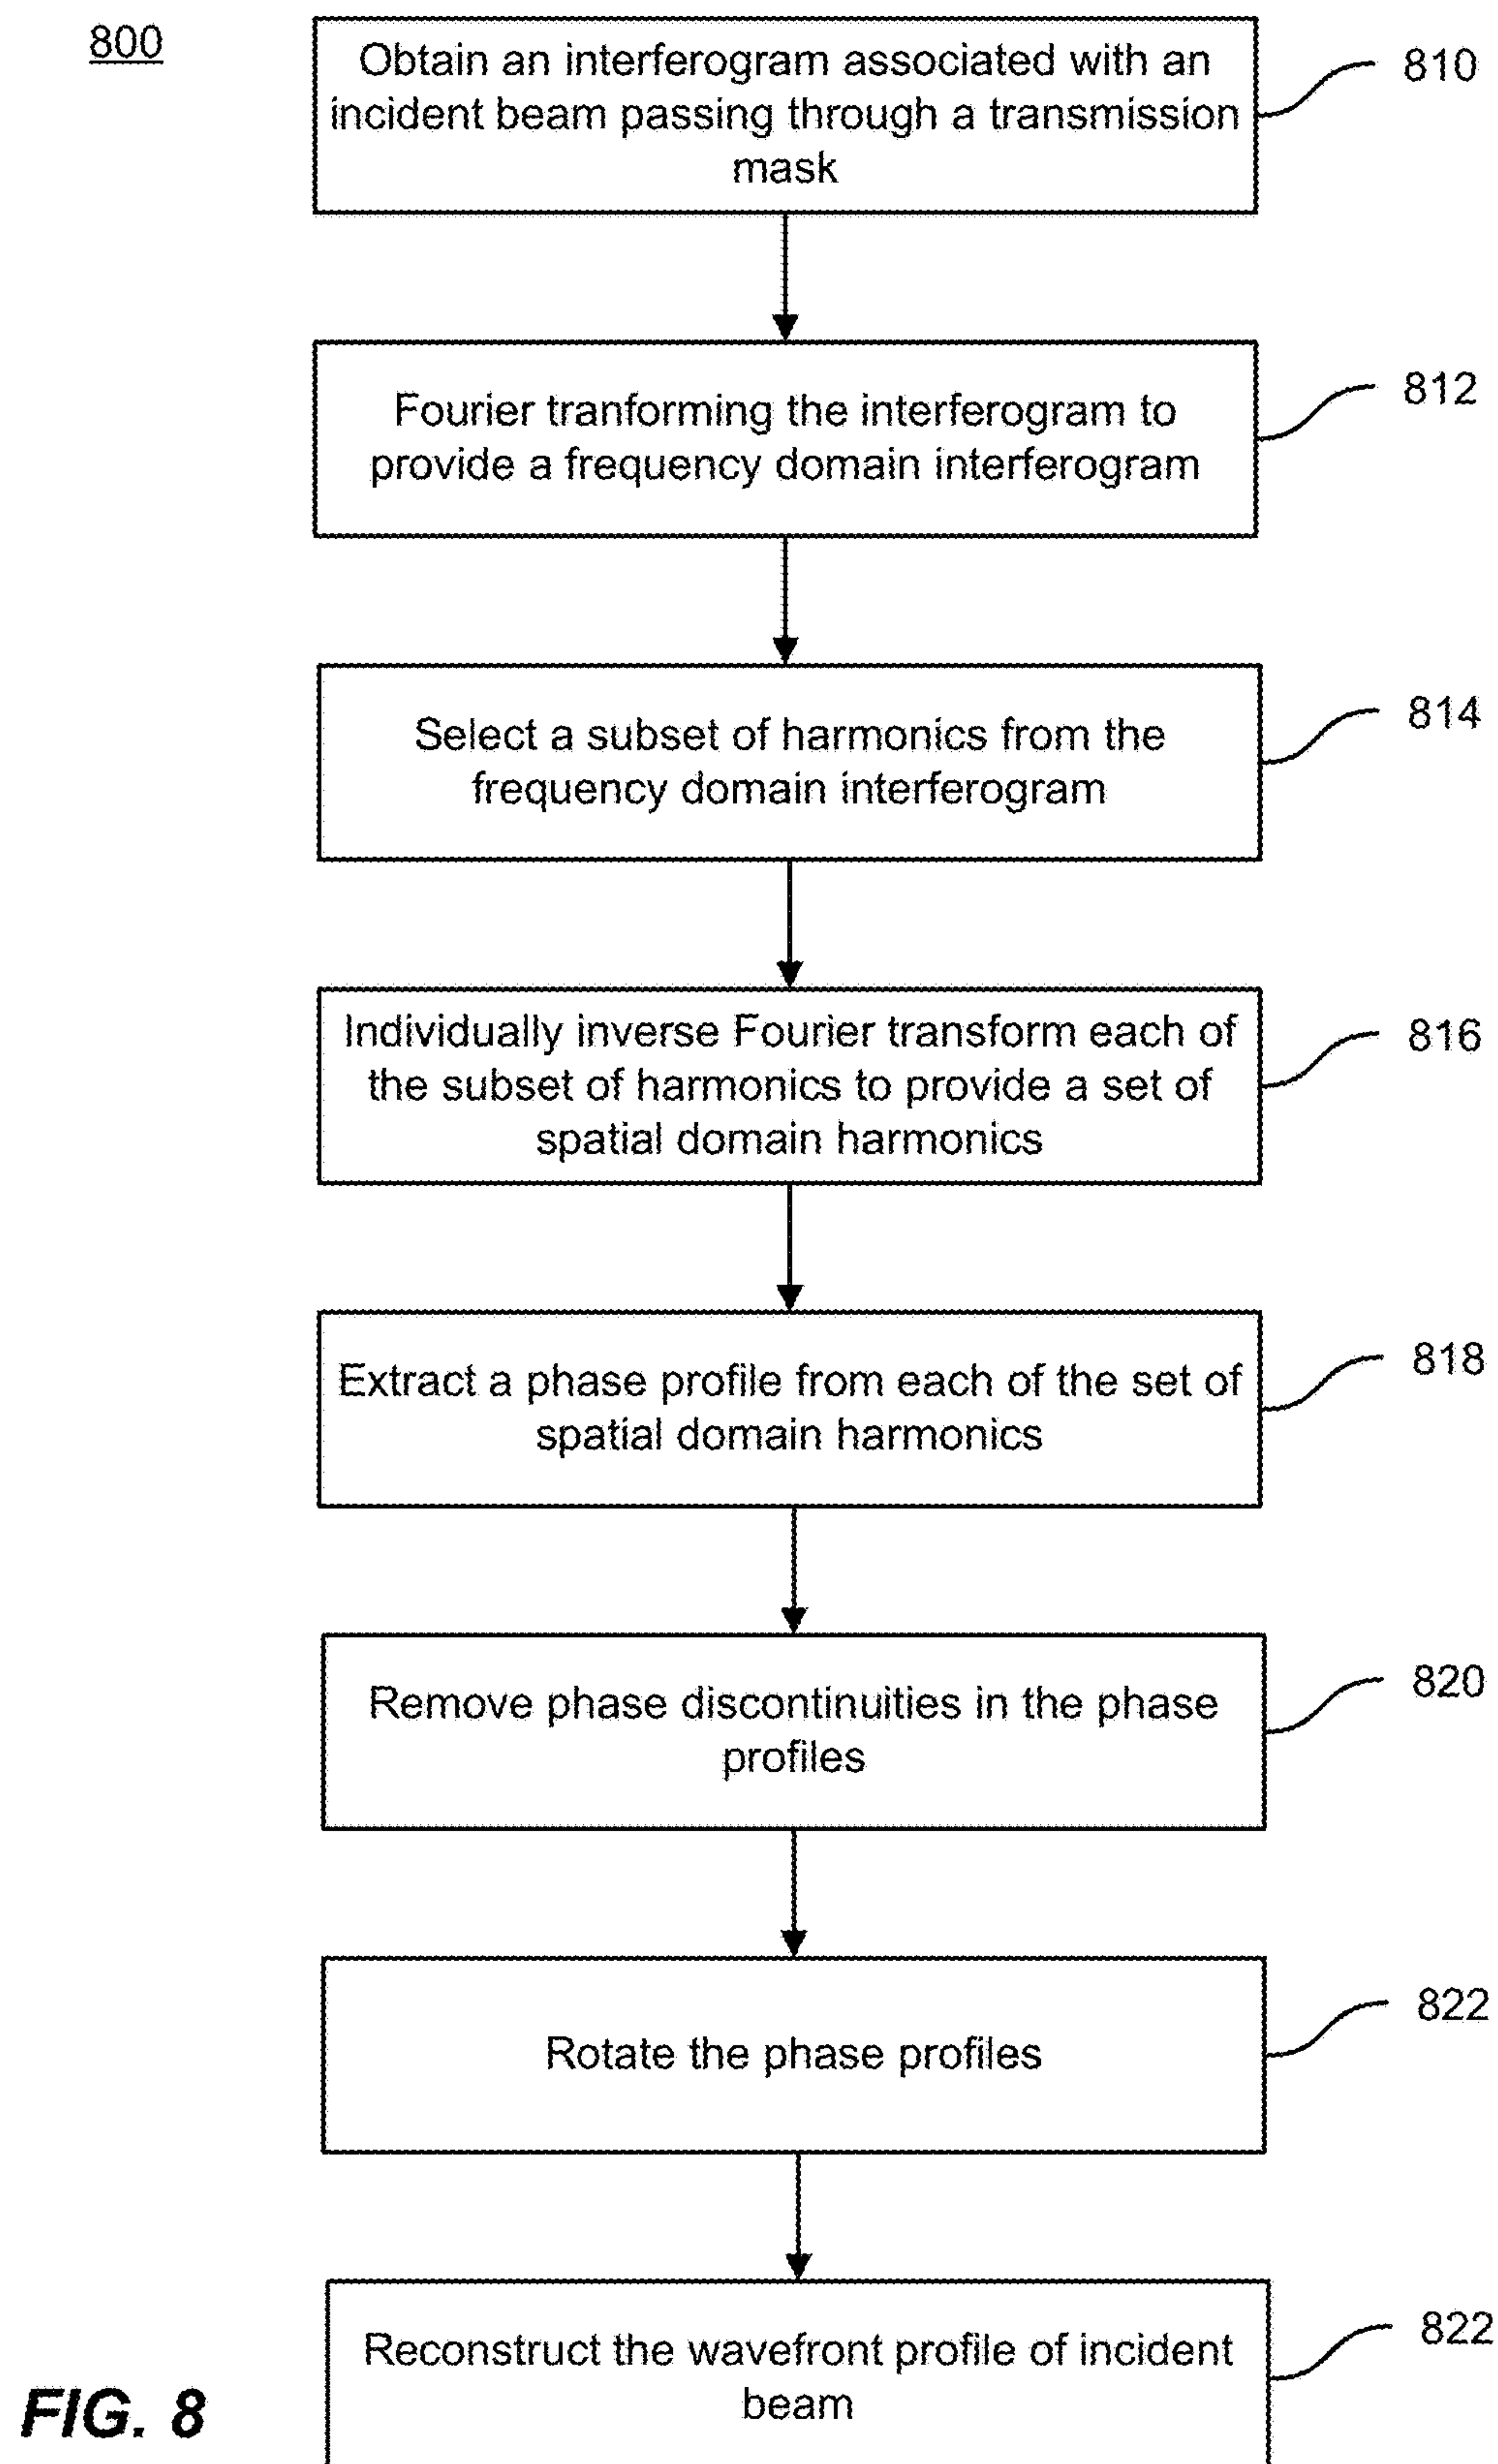 800
Obtain an interferogram associated with an
incident beam passing through a transmission
mask
810
Fourier tranforming the interferogram to
provide a frequency domain interferogram
812
Select a subset of harmonics from the
frequency domain interferogram
814
Individually inverse Fourier transform each of
the subset of harmonics to provide a set of
spatial domain harmonics
816
Extract a phase profile from each of the set of
spatial domain harmonics
818
Remove phase discontinuities in the phase
profiles
820
Rotate the phase profiles
822
Reconstruct the wavefront profile of incident
beam
822
FIG. 8